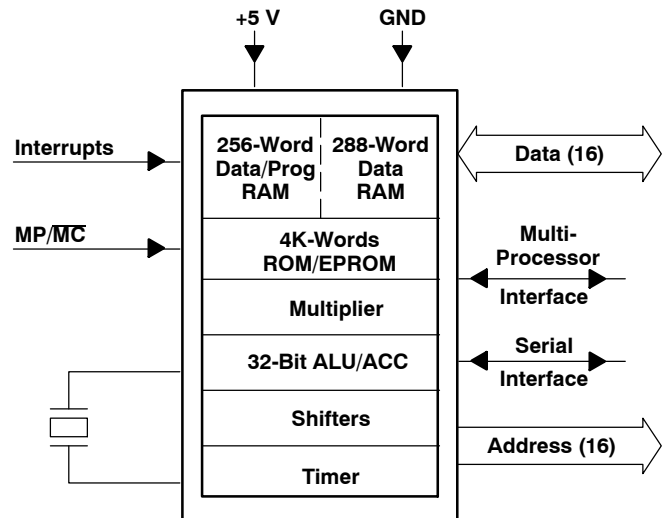 +5 V
GND
Interrupts
256-Word
Data/Prog
RAM
288-Word
Data
RAM
Data (16)
MP/M̅C̅
4K-Words
ROM/EPROM
Multi-
Processor
Interface
Multiplier
32-Bit ALU/ACC
Serial
Interface
Shifters
Address (16)
Timer